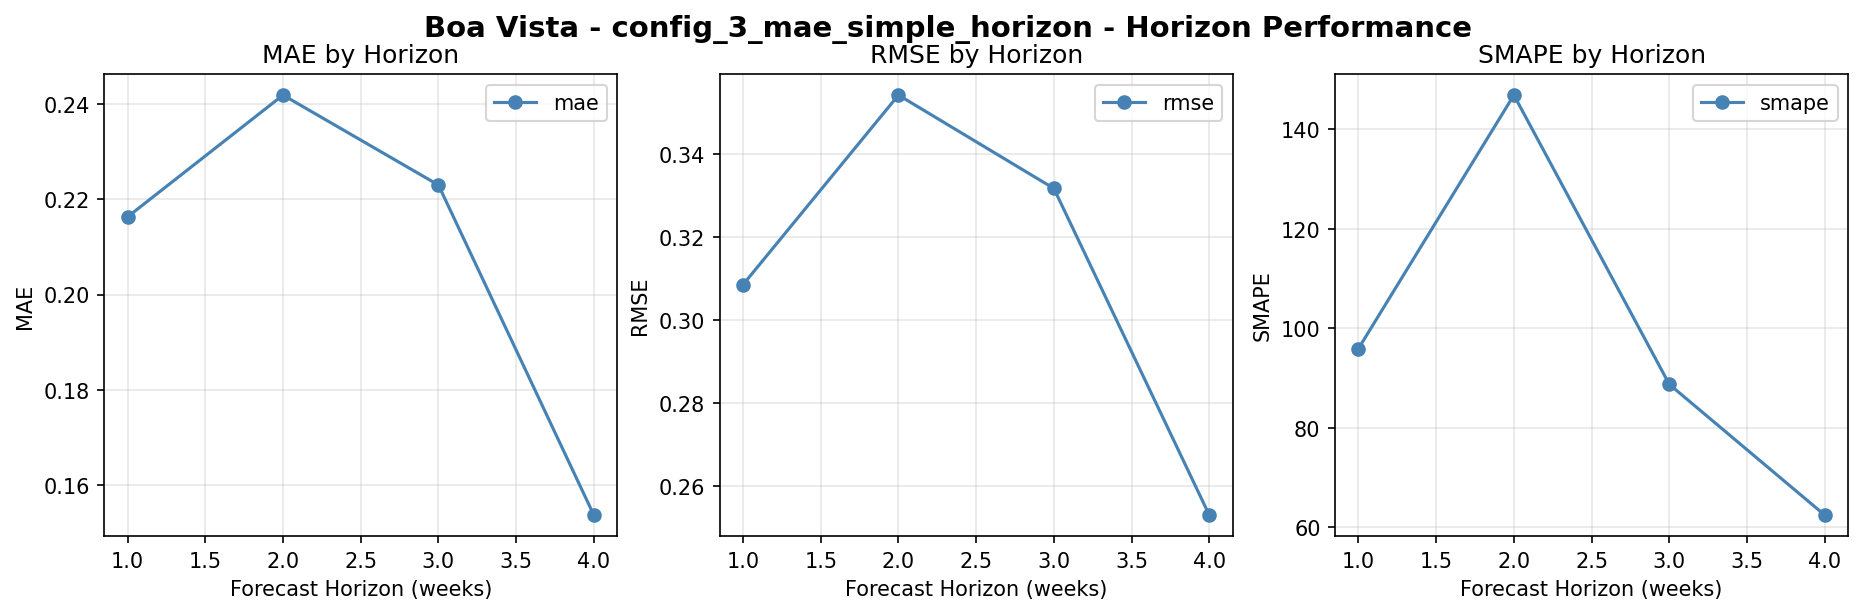 Boa Vista - config_3_mae_simple_horizon - Horizon Performance
MAE by Horizon
mae
0.24
0.22
0.20
0.18
0.16
MAE
1.0 1.5 2.0 2.5 3.0 3.5 4.0
Forecast Horizon (weeks)
RMSE by Horizon
rmse
0.34
0.32
0.30
0.28
0.26
RMSE
1.0 1.5 2.0 2.5 3.0 3.5 4.0
Forecast Horizon (weeks)
SMAPE by Horizon
smape
140
120
100
80
60
SMAPE
1.0 1.5 2.0 2.5 3.0 3.5 4.0
Forecast Horizon (weeks)